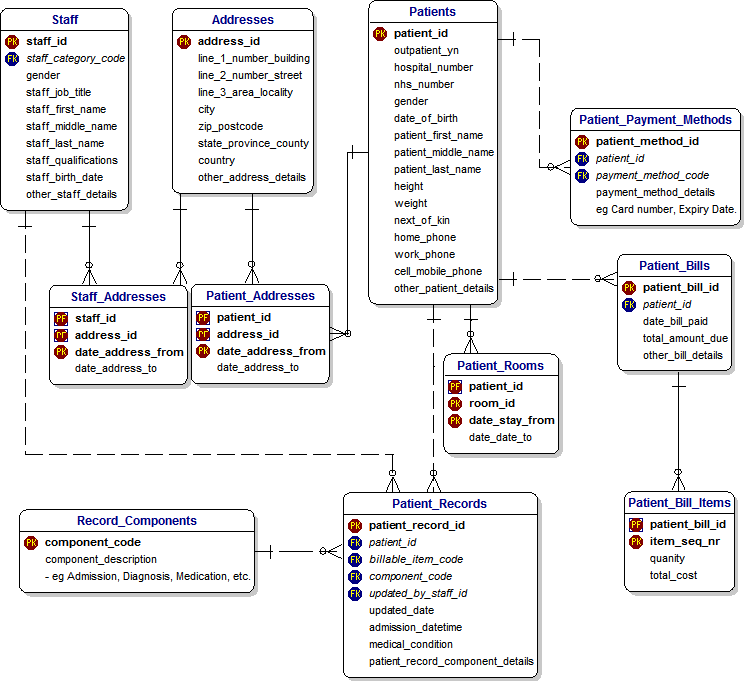 Staff
PK staff_id
FK staff_category_code
gender
staff_job_title
staff_first_name
staff_middle_name
staff_last_name
staff_qualifications
staff_birth_date
other_staff_details
Addresses
PK address_id
line_1_number_building
line_2_number_street
line_3_area_locality
city
zip_postcode
state_province_county
country
other_address_details
Patients
PK patient_id
outpatient_yn
hospital_number
nhs_number
gender
date_of_birth
patient_first_name
patient_middle_name
patient_last_name
height
weight
next_of_kin
home_phone
work_phone
cell_mobile_phone
other_patient_details
Patient_Payment_Methods
PK patient_method_id
FK patient_id
FK payment_method_code
payment_method_details
eg Card number, Expiry Date.
Staff_Addresses
PF staff_id
PF address_id
PK date_address_from
date_address_to
Patient_Addresses
PF patient_id
PF address_id
PK date_address_from
date_address_to
Patient_Bills
PK patient_bill_id
FK patient_id
date_bill_paid
total_amount_due
other_bill_details
Patient_Rooms
PF patient_id
PK room_id
PK date_stay_from
date_date_to
Record_Components
PK component_code
component_description
- eg Admission, Diagnosis, Medication, etc.
Patient_Records
PK patient_record_id
FK patient_id
FK billable_item_code
FK component_code
FK updated_by_staff_id
updated_date
admission_datetime
medical_condition
patient_record_component_details
Patient_Bill_Items
PF patient_bill_id
PK item_seq_nr
quanity
total_cost